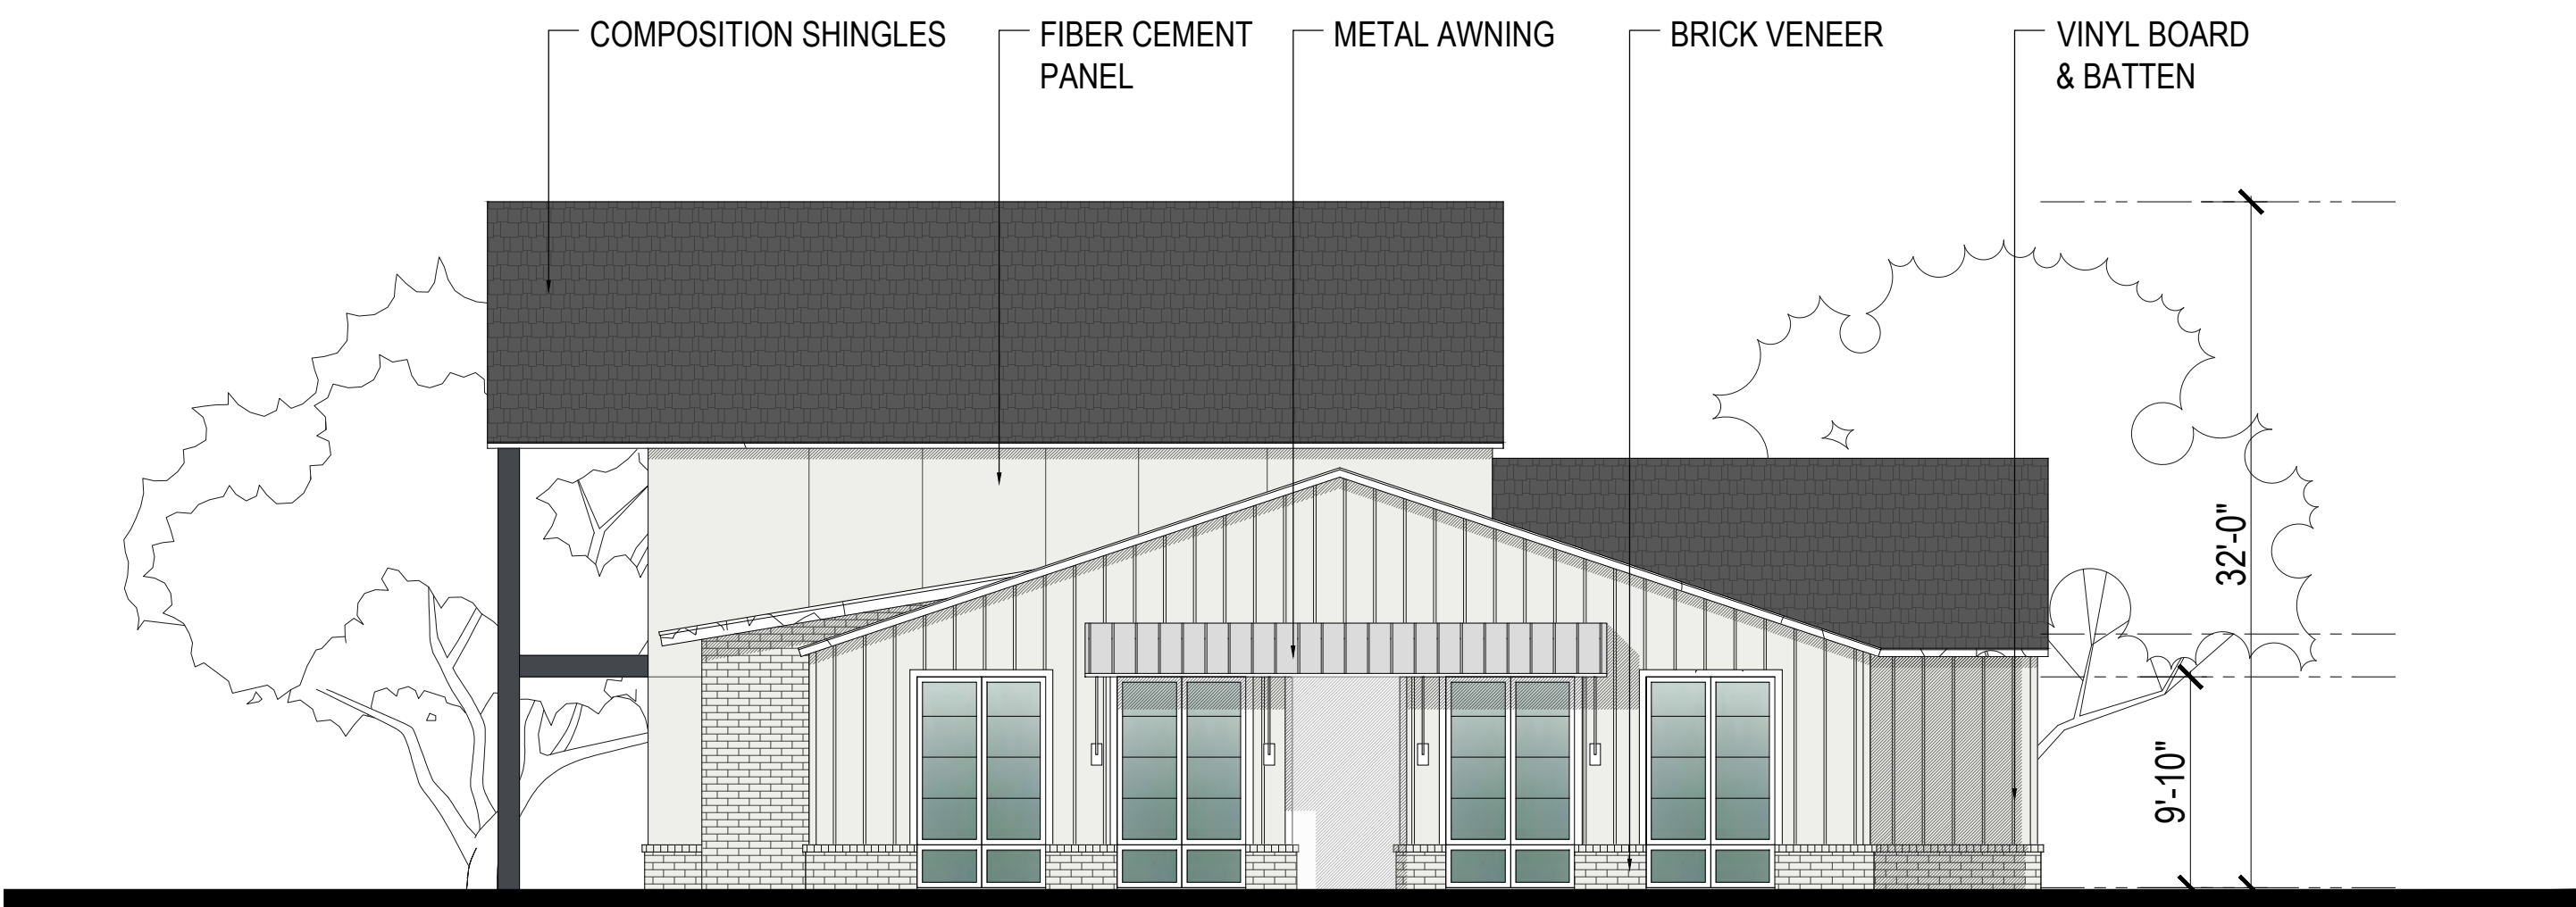 COMPOSITION SHINGLES
FIBER CEMENT
PANEL
METAL AWNING
BRICK VENEER
VINYL BOARD
& BATTEN
32'-0"
9'-10"